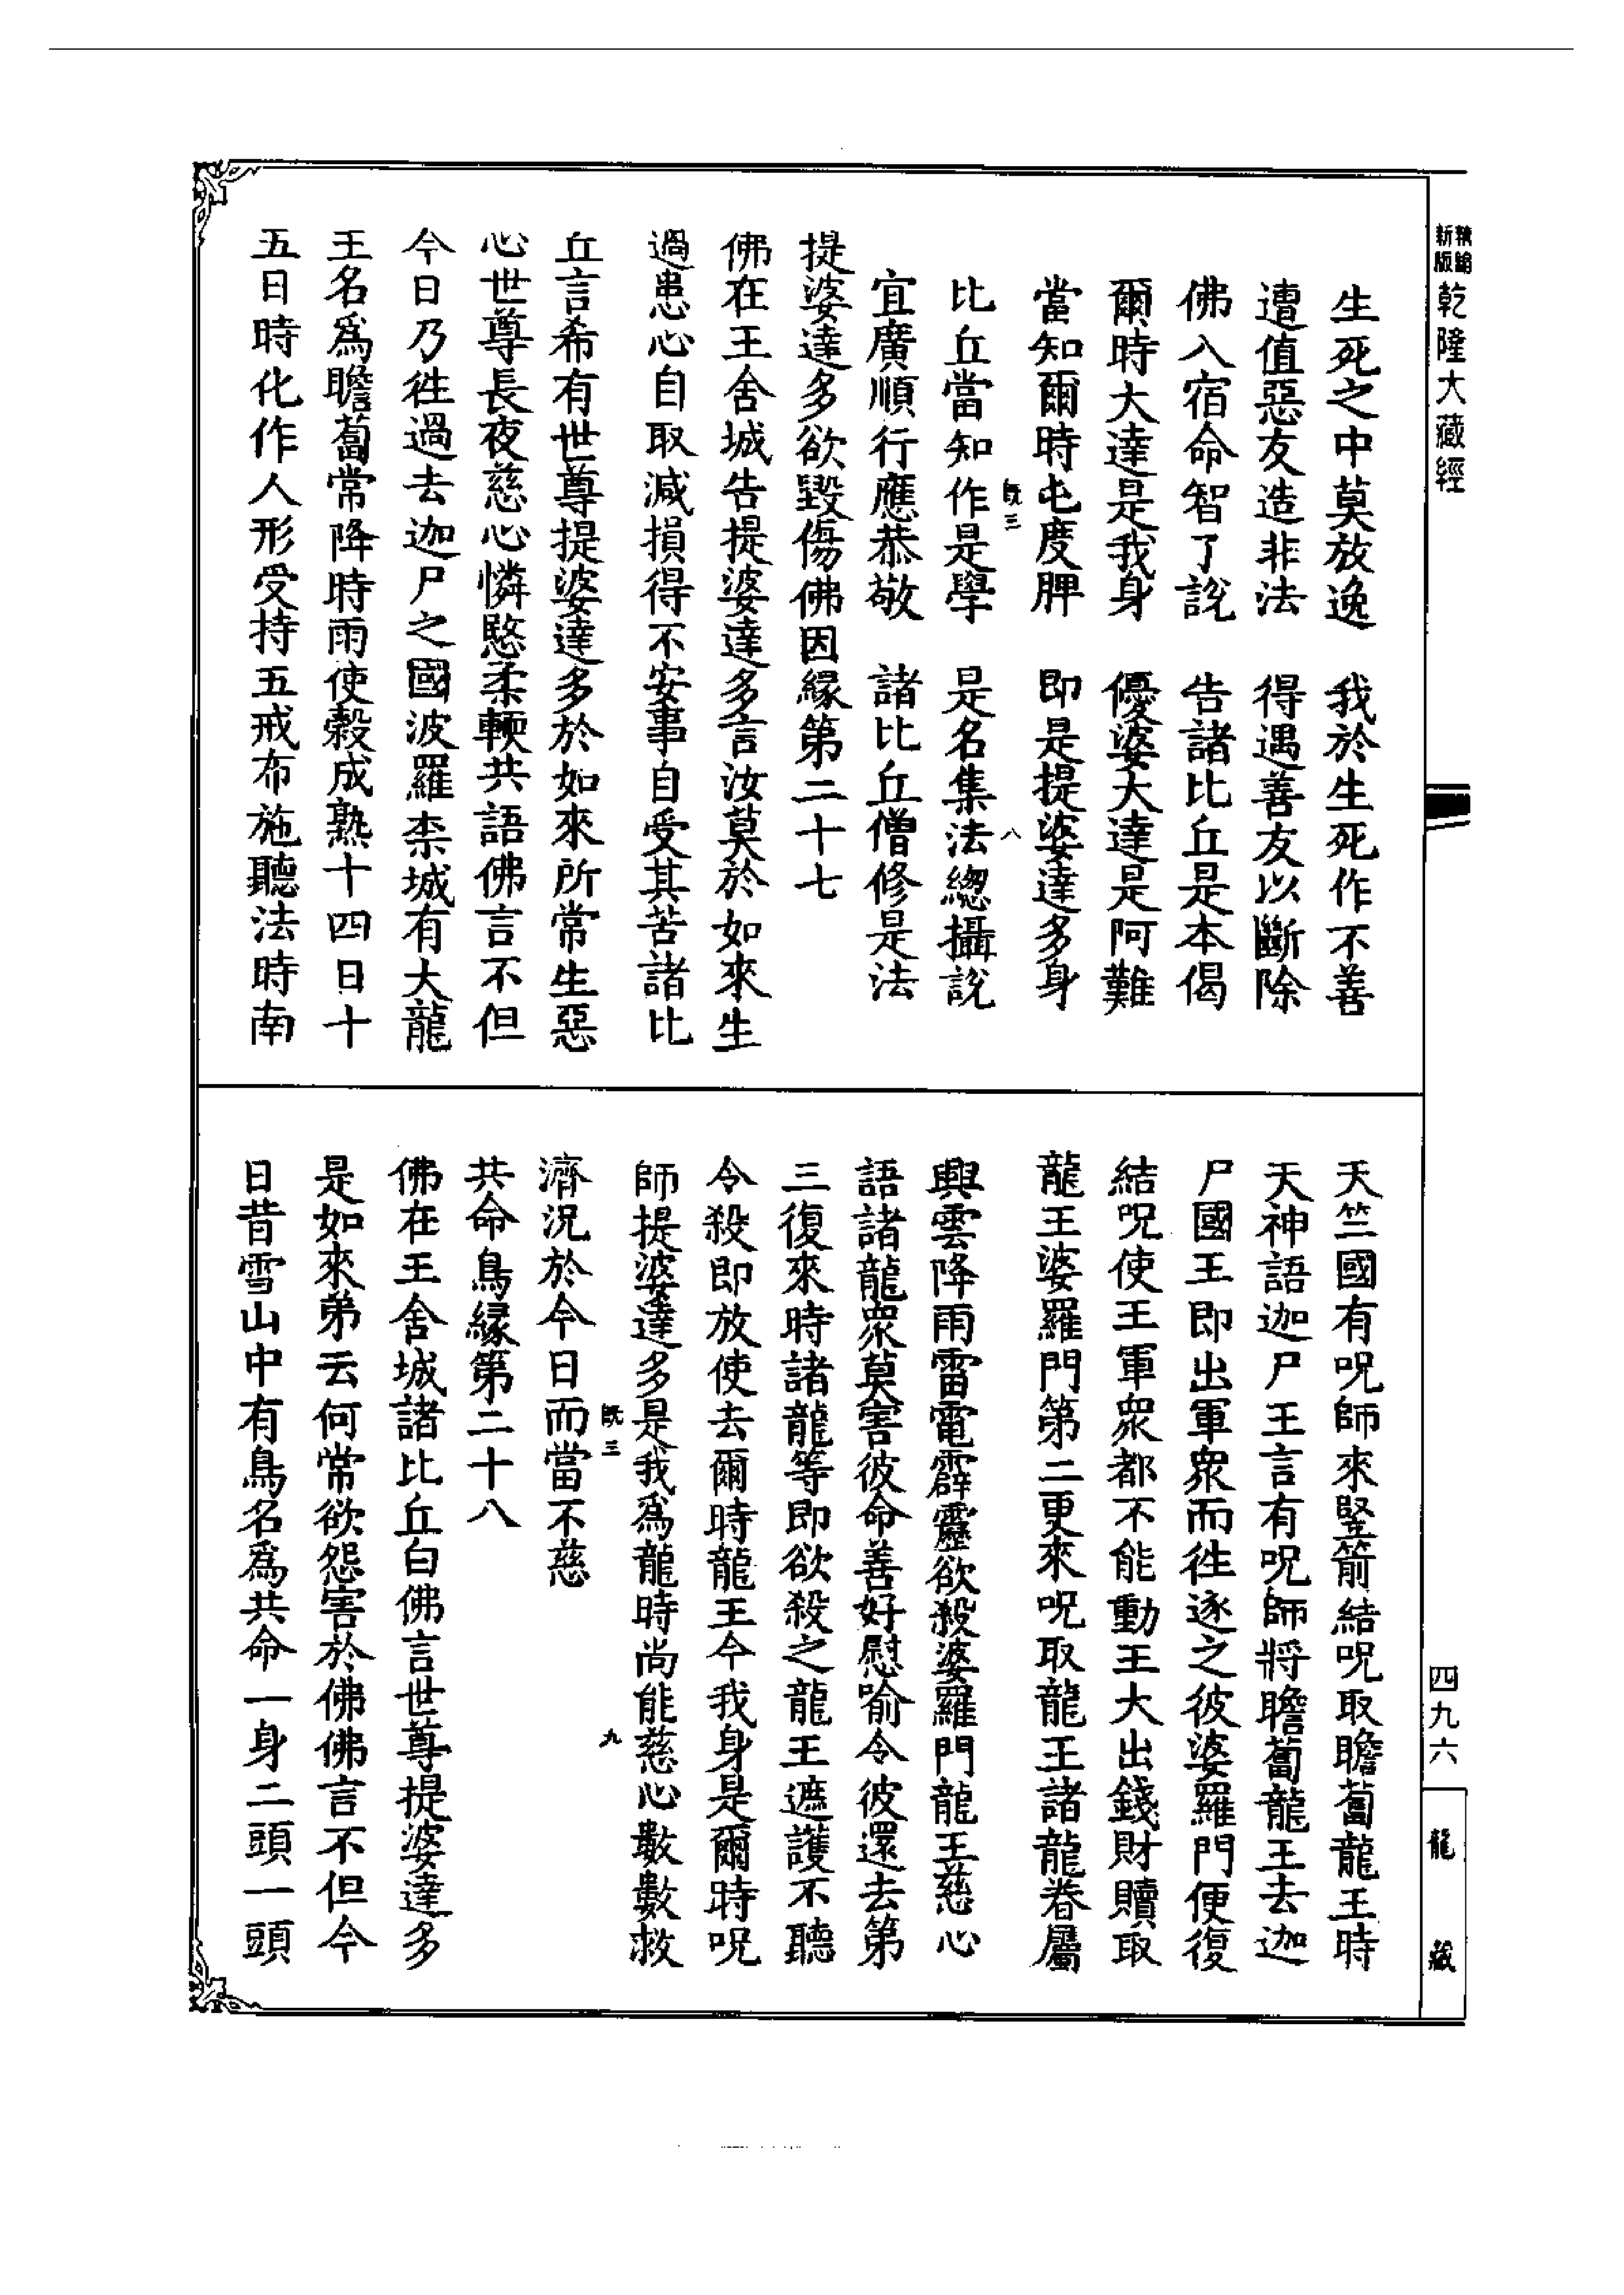 精編
新版
乾隆大藏經
生死之中莫放逸　我於生死作不善
遭值惡友造非法　得遇善友以斷除
佛入宿命智了說　告諸比丘是本偈
爾時大達是我身　優婆大達是阿難
當知爾時屯度脾　即是提婆達多身
既三　八
比丘當知作是學　是名集法總攝說
宜廣順行應恭敬　諸比丘僧修是法
提婆達多欲毀傷佛因緣第二十七
佛在王舍城告提婆達多言汝莫於如來生
過患心自取減損得不安事自受其苦諸比
丘言希有世尊提婆達多於如來所常生惡
心世尊長夜慈心憐愍柔輭共語佛言不但
今日乃徃過去迦尸之國波羅柰城有大龍
王名爲瞻蔔常降時雨使穀成熟十四日十
五日時化作人形受持五戒布施聽法時南
天竺國有呪師來竪箭結呪取瞻蔔龍王時
天神語迦尸王言有呪師將瞻蔔龍王去迦
尸國王即出軍衆而徃逐之彼婆羅門便復
結呪使王軍衆都不能動王大出錢財贖取
龍王婆羅門第二更來呪取龍王諸龍眷屬
興雲降雨雷電霹靂欲殺婆羅門龍王慈心
語諸龍衆莫害彼命善好慰喻令彼還去第
三復來時諸龍等即欲殺之龍王遮護不聽
令殺即放使去爾時龍王今我身是爾時呪
師提婆達多是我爲龍時尚能慈心數數救
既三　九
濟況於今日而當不慈
共命鳥緣第二十八
佛在王舍城諸比丘白佛言世尊提婆達多
是如來弟云何常欲怨害於佛佛言不但今
日昔雪山中有鳥名爲共命一身二頭一頭
四九六
龍藏